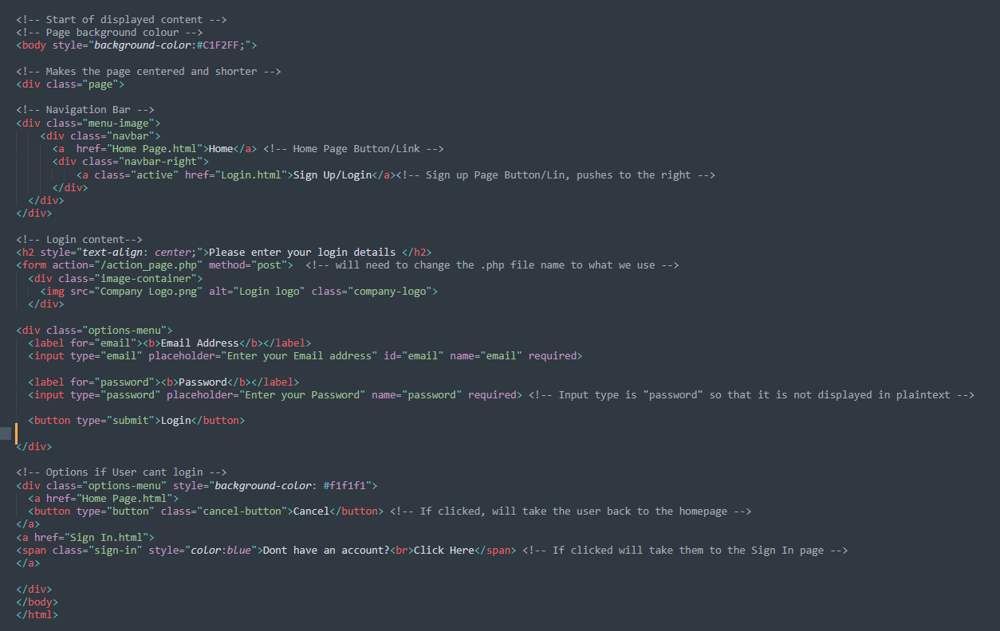 <!-- Start of displayed content -->
<!-- Page background colour -->
<body style="background-color:#C1F2FF;">

<!-- Makes the page centered and shorter -->
<div class="page">

<!-- Navigation Bar -->
<div class="menu-image">
    <div class="navbar">
      <a  href="Home Page.html">Home</a> <!-- Home Page Button/Link -->
      <div class="navbar-right">
          <a class="active" href="Login.html">Sign Up/Login</a><!-- Sign up Page Button/Lin, pushes to the right -->
      </div>
  </div>
</div>

<!-- Login content-->
<h2 style="text-align: center;">Please enter your login details </h2>
<form action="/action_page.php" method="post">  <!-- will need to change the .php file name to what we use -->
  <div class="image-container">
    <img src="Company Logo.png" alt="Login logo" class="company-logo">
  </div>

<div class="options-menu">
  <label for="email"><b>Email Address</b></label>
  <input type="email" placeholder="Enter your Email address" id="email" name="email" required>

  <label for="password"><b>Password</b></label>
  <input type="password" placeholder="Enter your Password" name="password" required> <!-- Input type is "password" so that it is not displayed in plaintext -->

  <button type="submit">Login</button>

</div>

<!-- Options if User cant login -->
<div class="options-menu" style="background-color: #f1f1f1">
  <a href="Home Page.html">
  <button type="button" class="cancel-button">Cancel</button> <!-- If clicked, will take the user back to the homepage -->
</a>
<a href="Sign In.html">
<span class="sign-in" style="color:blue">Dont have an account?<br>Click Here</span> <!-- If clicked will take them to the Sign In page -->
</a>

</div>
</body>
</html>